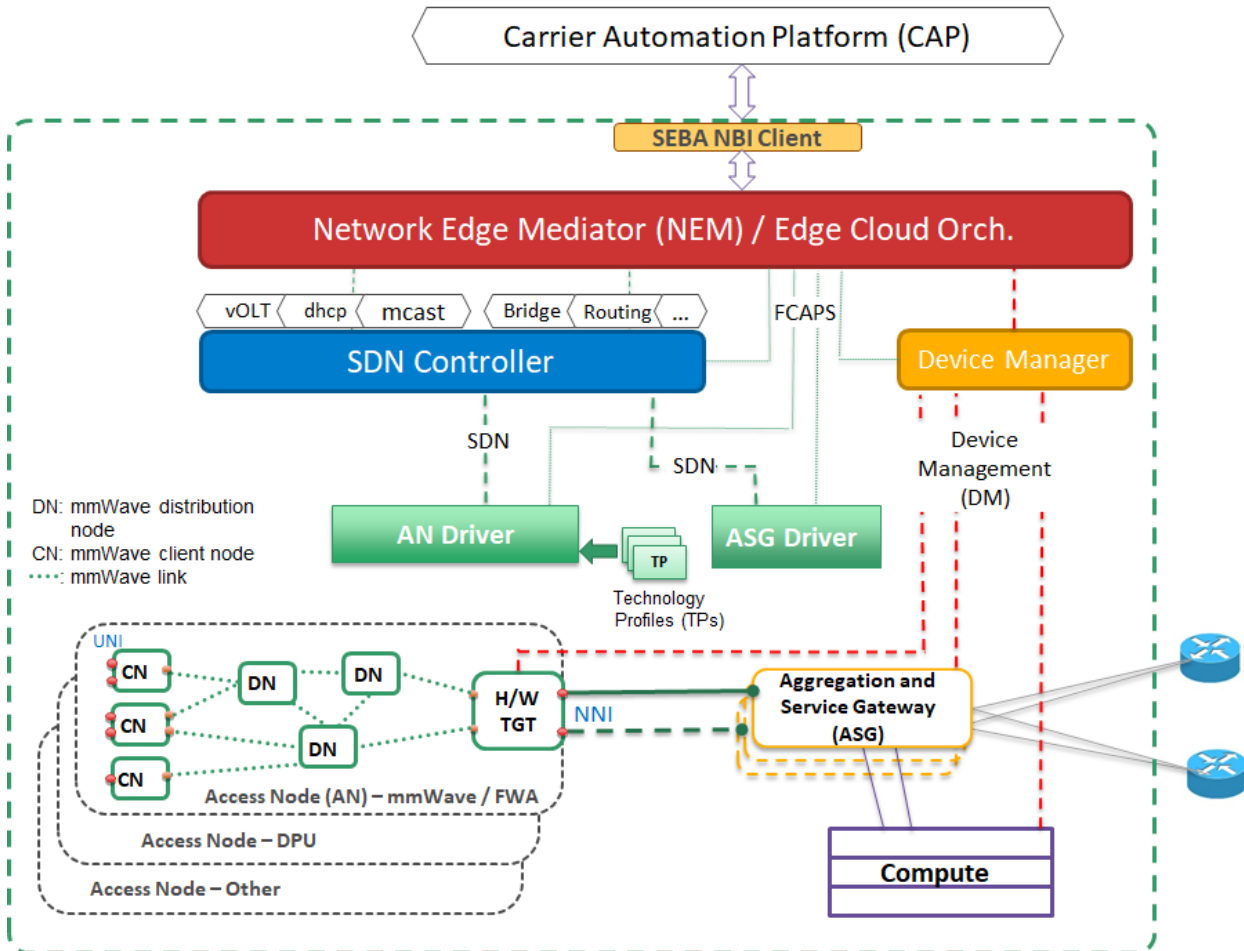 Carrier Automation Platform (CAP)
SEBA NBI Client
Network Edge Mediator (NEM) / Edge Cloud Orch.
vOLT
dhcp
mcast
Bridge
Routing
...
FCAPS
SDN Controller
Device Manager
SDN
SDN
Device
Management
(DM)
DN: mmWave distribution
node
CN: mmWave client node
: mmWave link
AN Driver
TP
ASG Driver
Technology
Profiles (TPs)
UNI
CN
DN
DN
CN
DN
CN
H/W
TGT
NNI
Aggregation and
Service Gateway
(ASG)
Access Node (AN) – mmWave / FWA
Access Node – DPU
Access Node – Other
Compute